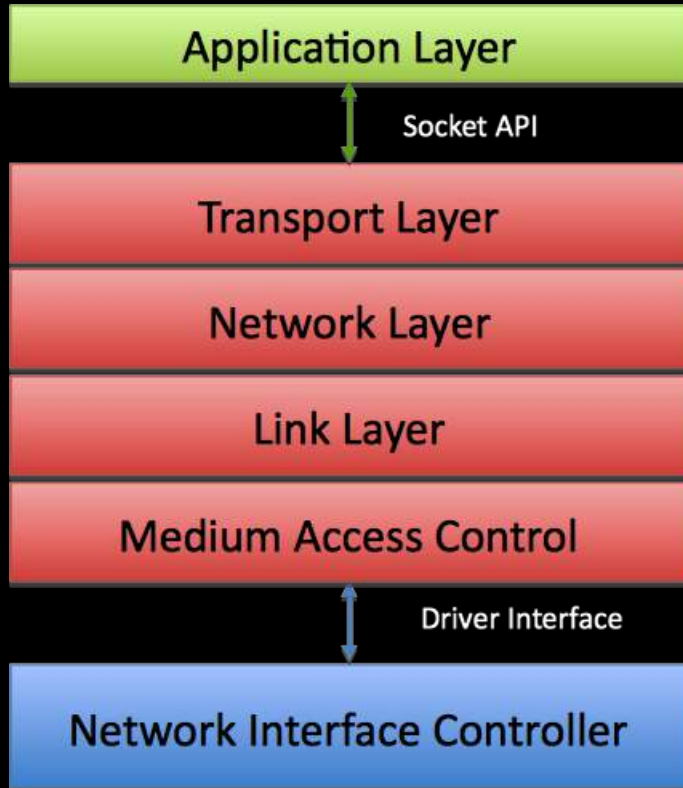 Application Layer
Socket API
Transport Layer
Network Layer
Link Layer
Medium Access Control
Driver Interface
Network Interface Controller